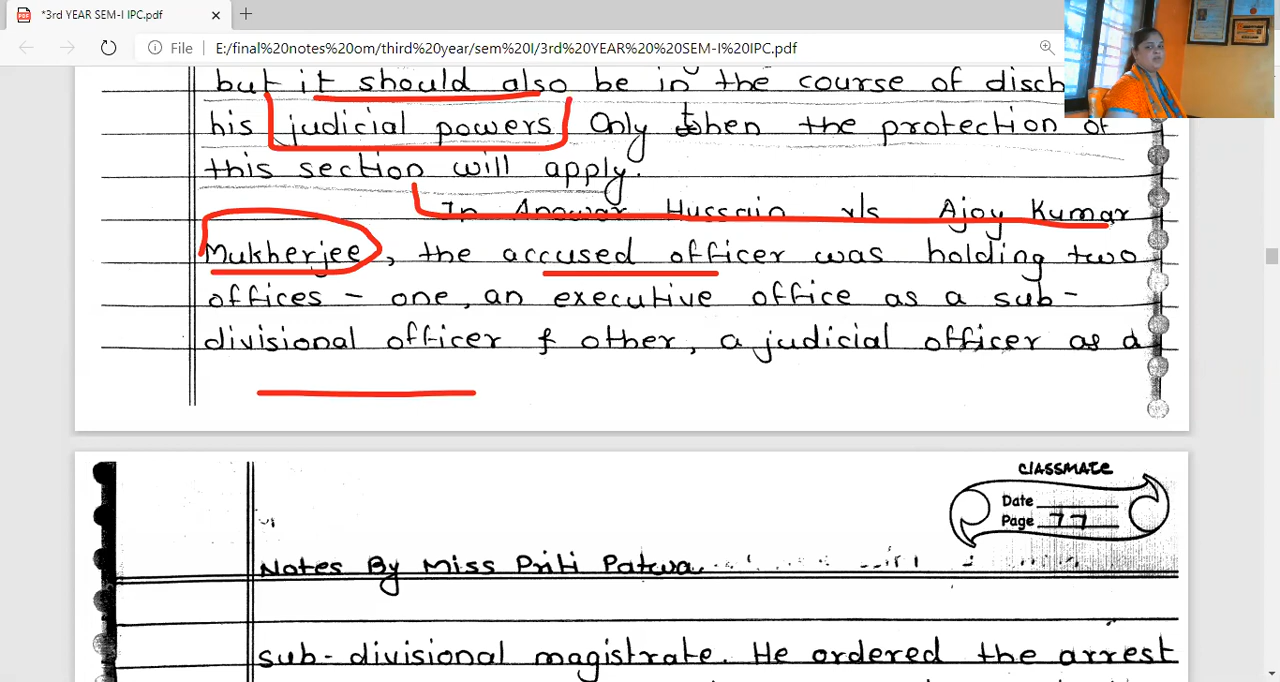 *3rd YEAR SEM-I IPC.pdf
File E:/final%20notes%20om/third%20year/sem%20I/3rd%20YEAR%20%20SEM-I%20IPC.pdf
but it should also be in the course of disch
his judicial powers Only then the protection of
this section will apply.
In Anowar Hussain v/s Ajoy Kumar
Mukherjee, the accused officer was holding two
offices - one, an executive office as a sub-
divisional officer & other, a judicial officer as a
CLASSMATE
Date
Page 77
Notes By Miss Priti Patwa
sub-divisional magistrate. He ordered the arrest